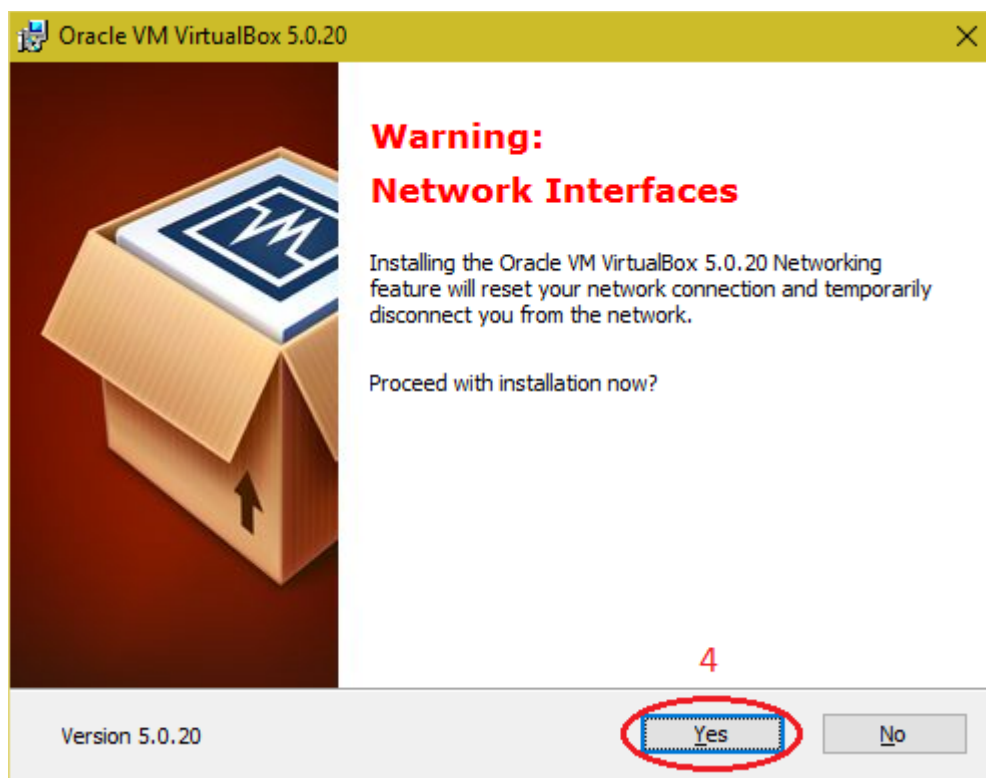 Oracle VM VirtualBox 5.0.20
Warning:
Network Interfaces
Installing the Oracle VM VirtualBox 5.0.20 Networking
feature will reset your network connection and temporarily
disconnect you from the network.
Proceed with installation now?
4
Version 5.0.20
Yes
No